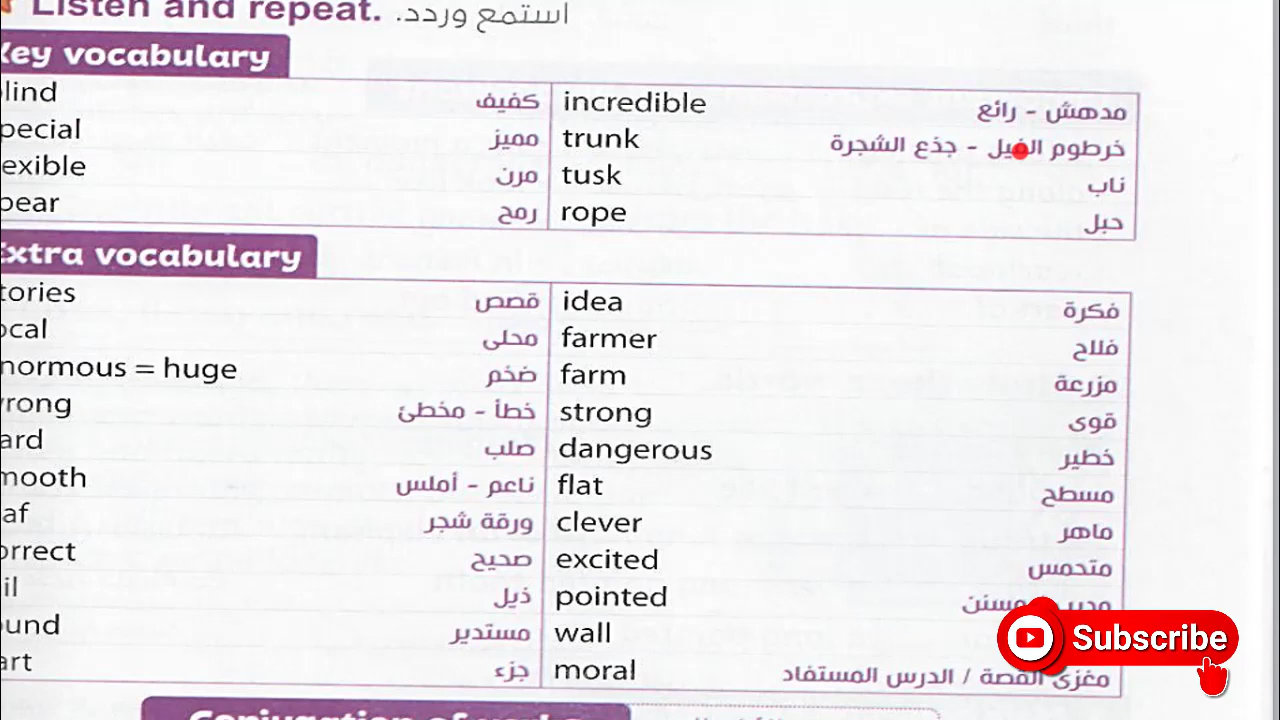 Listen and repeat. استمع وردد.
Key vocabulary
lind كفيف incredible مدهش - رائع
pecial مميز trunk خرطوم الفيل - جذع الشجرة
exible مرن tusk ناب
pear رمح rope حبل
Extra vocabulary
tories قصص idea فكرة
ocal محلى farmer فلاح
normous = huge ضخم farm مزرعة
rong خطأ - مخطئ strong قوى
ard صلب dangerous خطير
mooth ناعم - أملس flat مسطح
af ورقة شجر clever ماهر
orrect صحيح excited متحمس
il ذيل pointed
ound مستدير wall
art جزء moral مغزى القصة / الدرس المستفاد
Subscribe
Conjugation of verbs